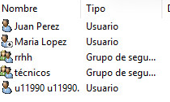 Nombre Tipo
Juan Perez Usuario
Maria Lopez Usuario
rrhh Grupo de segu...
técnicos Grupo de segu...
u11990 u11990. Usuario